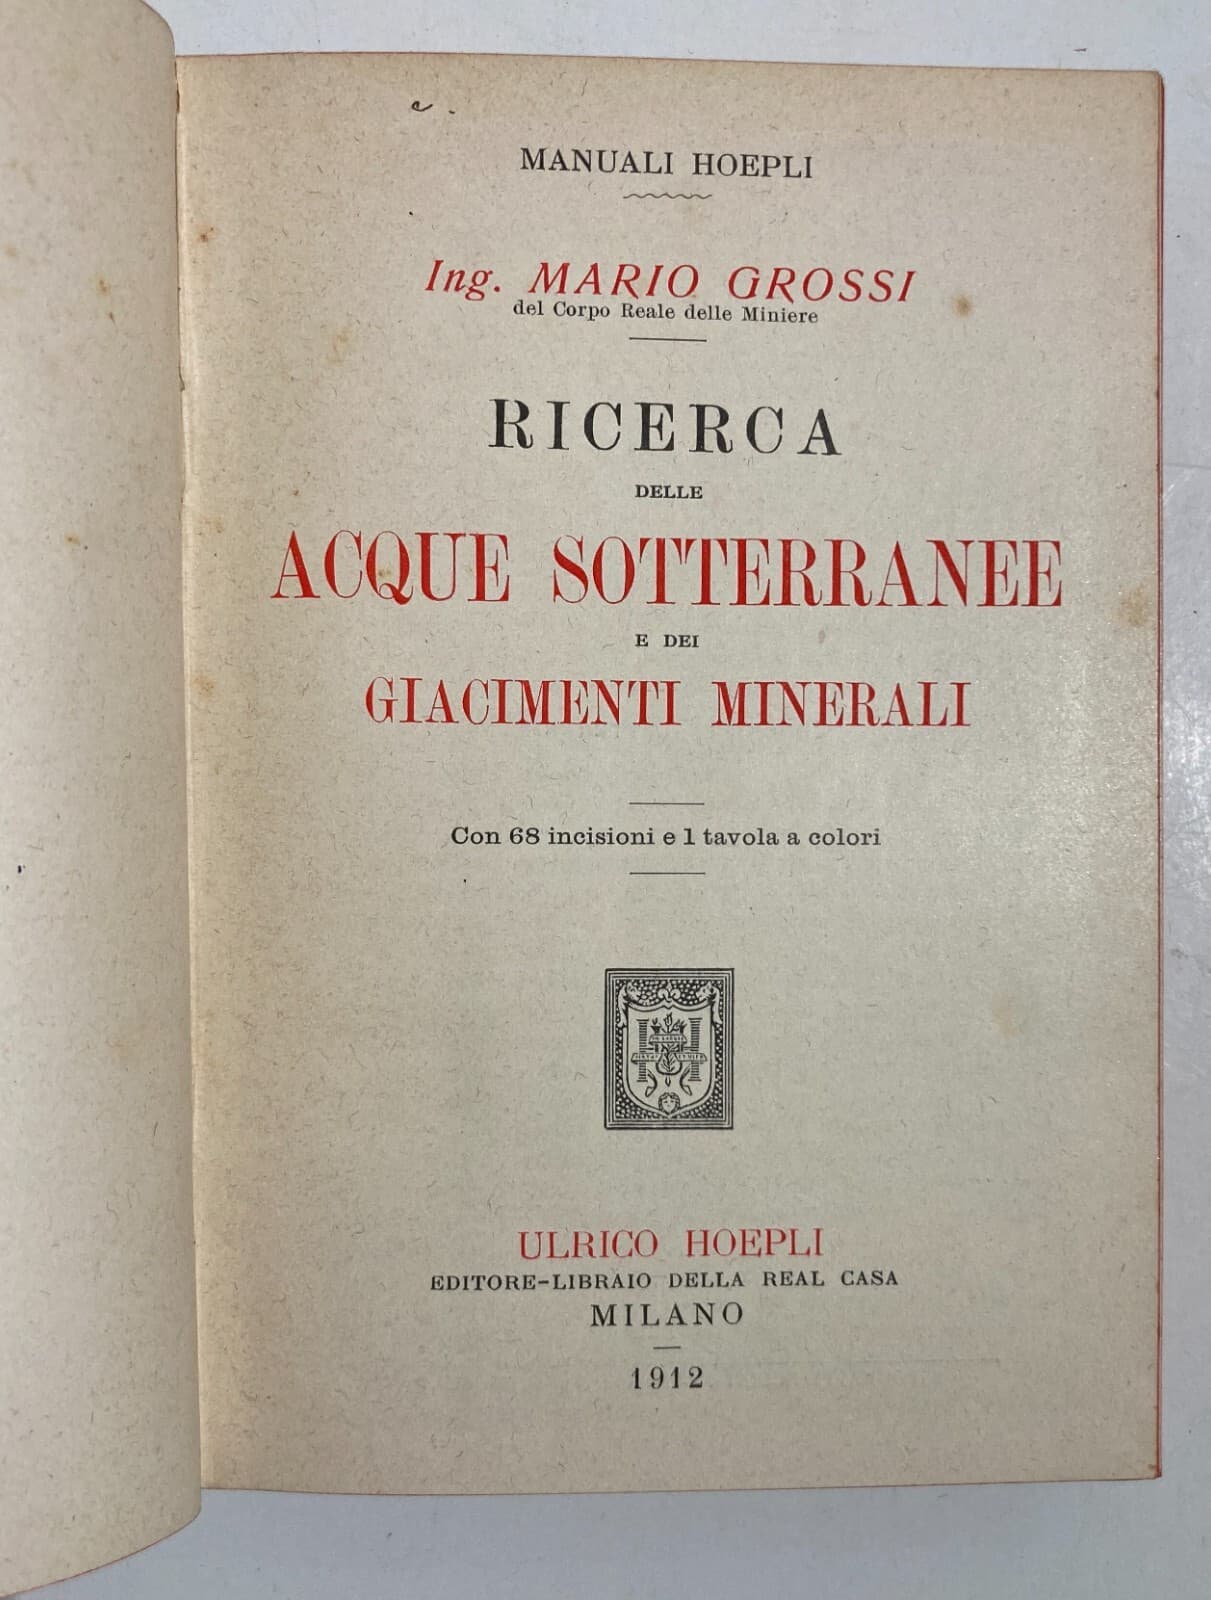 MANUALI HOEPLI
Ing. MARIO GROSSI
del Corpo Reale delle Miniere
RICERCA
DELLE
ACQUE SOTTERRANEE
E DEI
GIACIMENTI MINERALI
Con 68 incisioni e 1 tavola a colori
ULRICO HOEPLI
EDITORE-LIBRAIO DELLA REAL CASA
MILANO
1912